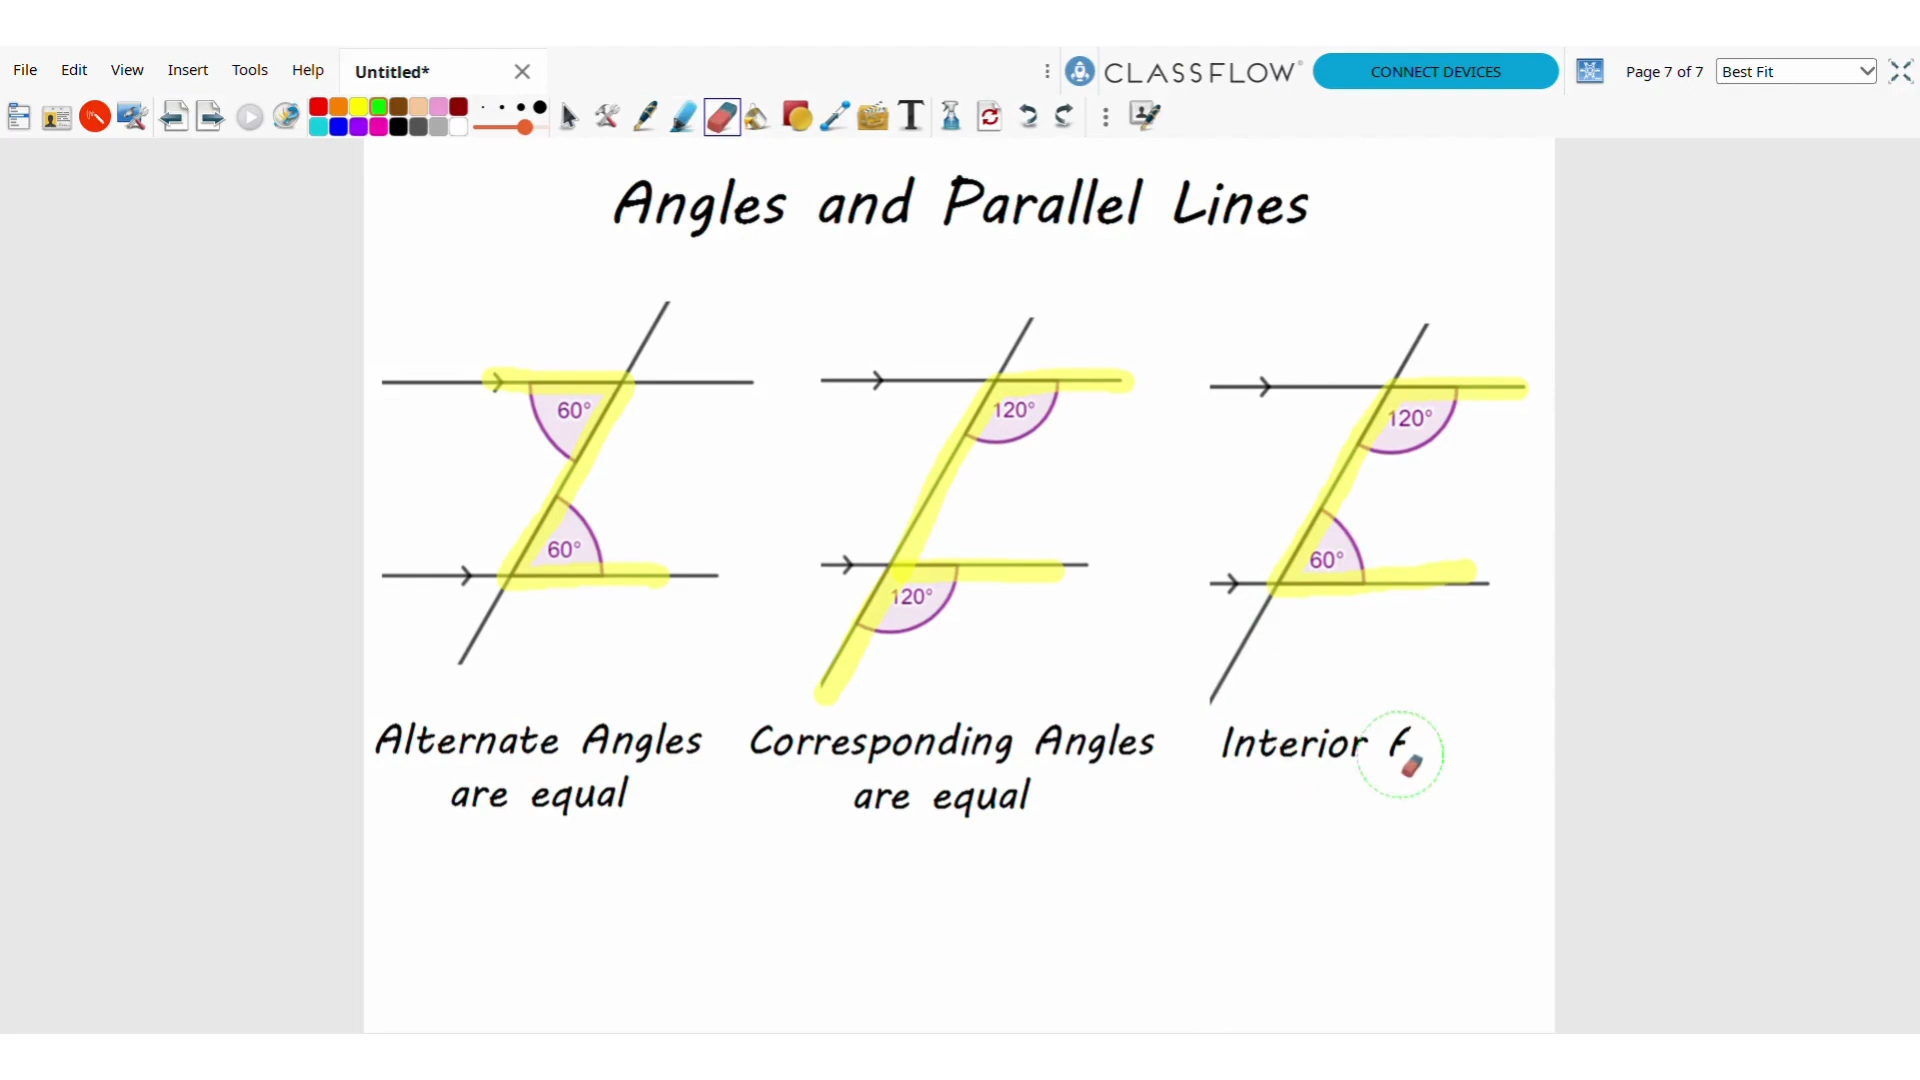 File Edit View Insert Tools Help Untitled* CLASSFLOW CONNECT DEVICES Page 7 of 7 Best Fit
Angles and Parallel Lines
60°
60°
120°
120°
120°
60°
Alternate Angles
are equal
Corresponding Angles
are equal
Interior